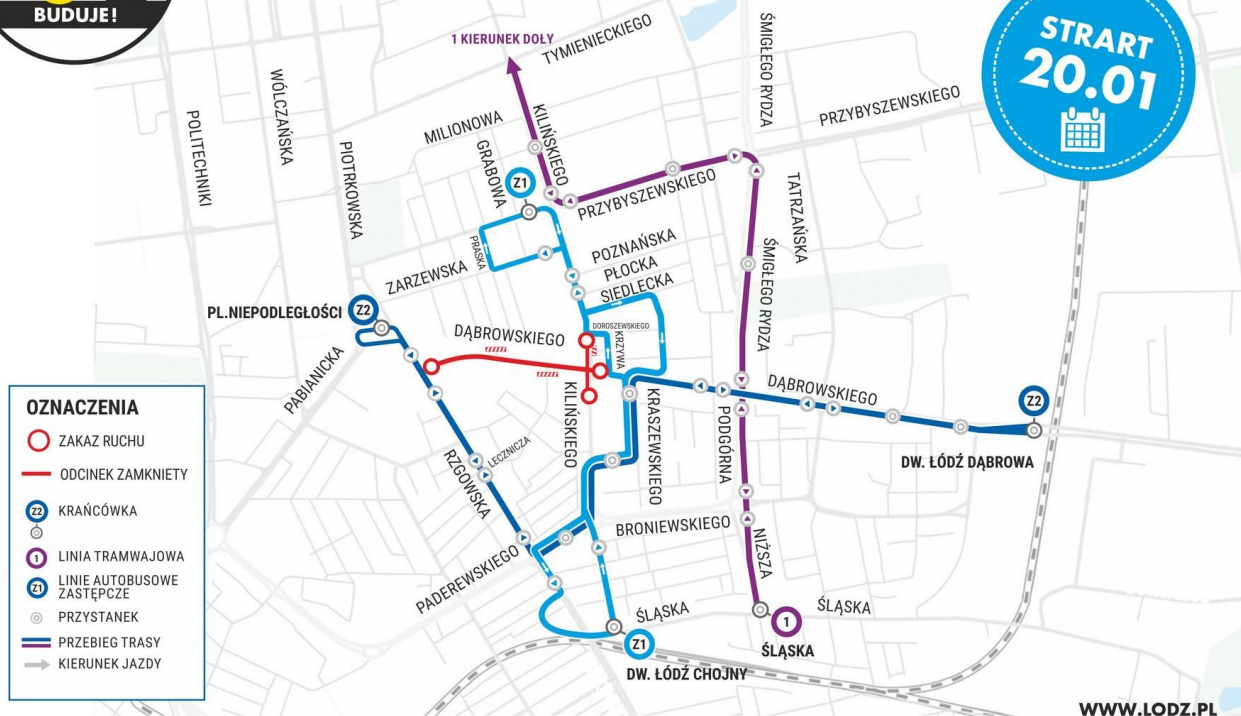 BUDUJE!
STRART
20.01
1 KIERUNEK DOŁY
TYMIENIECKIEGO
ŚMIGŁEGO RYDZA
PRZYBYSZEWSKIEGO
POLITECHNIKI
WÓLCZAŃSKA
PIOTRKOWSKA
MILIONOWA
GRABOWA
KILIŃSKIEGO
Z1
PRZYBYSZEWSKIEGO
TATRZAŃSKA
PRASKA
ZARZEWSKA
POZNAŃSKA
PŁOCKA
SIEDLECKA
ŚMIGŁEGO RYDZA
PL.NIEPODLEGŁOŚCI
Z2
DĄBROWSKIEGO
DOROSZEWSKIEGO
KRZYWA
PABIANICKA
KILIŃSKIEGO
KRASZEWSKIEGO
PODGÓRNA
DĄBROWSKIEGO
Z2
DW. ŁÓDŹ DĄBROWA
RZGOWSKA
LECZNICZA
BRONIEWSKIEGO
NIŻSZA
PADEREWSKIEGO
ŚLĄSKA
ŚLĄSKA
1
ŚLĄSKA
Z1
DW. ŁÓDŹ CHOJNY
OZNACZENIA
ZAKAZ RUCHU
ODCINEK ZAMKNIETY
Z2 KRAŃCÓWKA
1 LINIA TRAMWAJOWA
Z1 LINIE AUTOBUSOWE
ZASTĘPCZE
PRZYSTANEK
PRZEBIEG TRASY
KIERUNEK JAZDY
WWW.LODZ.PL